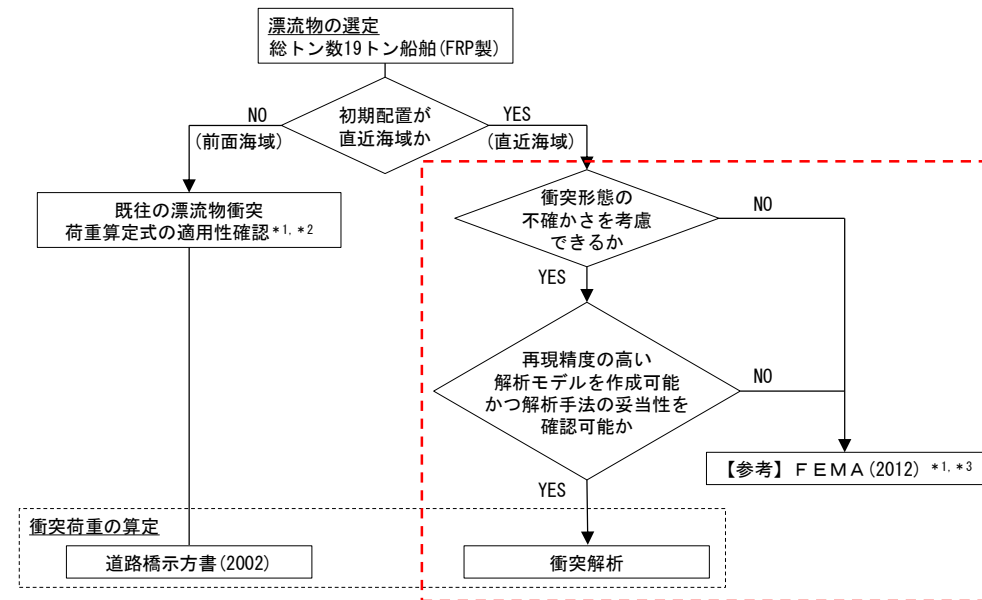 漂流物の選定
総トン数19トン船舶(FRP製)
初期配置が
直近海域か
NO
(前面海域)
YES
(直近海域)
既往の漂流物衝突
荷重算定式の適用性確認*1, *2
衝突形態の
不確かさを考慮
できるか
NO
YES
再現精度の高い
解析モデルを作成可能
かつ解析手法の妥当性を
確認可能か
NO
YES
【参考】FEMA(2012) *1, *3
衝突荷重の算定
道路橋示方書(2002)
衝突解析